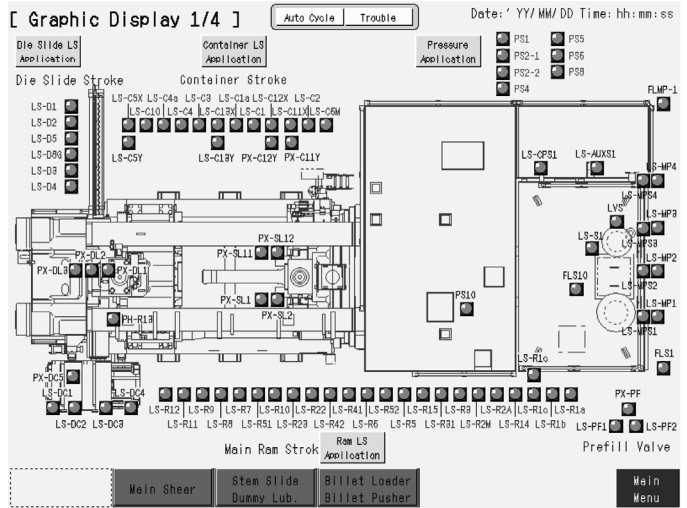 [ Graphic Display 1/4 ]
Auto Cycle Trouble
Date:' YY/MM/DD Time:hh:mm:ss
Die Slide LS
Application
Container LS
Application
Pressure
Application
PS1 PS5
PS2-1 PS6
PS2-2 PS8
PS4
Die Slide Stroke
Container Stroke
FLMP-1
LS-C5X LS-C4a LS-C3 LS-C1a LS-C12X LS-C2
LS-C10 LS-C4 LS-C13X LS-C1 LS-C11X LS-C6M
LS-C5Y LS-C13Y PX-C12Y PX-C11Y
LS-D1
LS-D2
LS-D5
LS-D8G
LS-D3
LS-D4
LS-CPS1 LS-AUXS1
LS-MP4
LS-MPS4
LVS
LS-MP3
LS-S1
LS-MPS3
LS-MP2
LS-MPS2
FLS10
LS-MP1
LS-MPS1
PX-SL12
PX-SL11
PX-DL2
PX-DL3 PX-DL1
PX-SL1
PX-SL2
PS10
PH-R19
LS-R1c
FLS1
PX-DC5
LS-DC1 LS-DC4
LS-DC2 LS-DC3
LS-R12 LS-R9 LS-R7 LS-R10 LS-R22 LS-R41 LS-R52 LS-R15 LS-R3 LS-R2A LS-R1c LS-R1a
LS-R11 LS-R8 LS-R51 LS-R23 LS-R42 LS-R6 LS-R5 LS-R31 LS-R2M LS-R14 LS-R1b
PX-PF
LS-PF1 LS-PF2
Main Ram Strok
Ram LS
Application
Prefill Valve
Main Shear
Stem Slide
Dummy Lub.
Billet Loader
Billet Pusher
Main
Menu